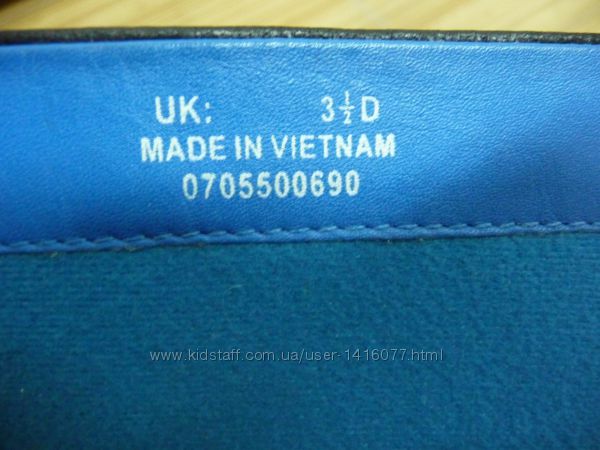 UK: 3½D
MADE IN VIETNAM
0705500690
www.kidstaff.com.ua/user-1416077.html